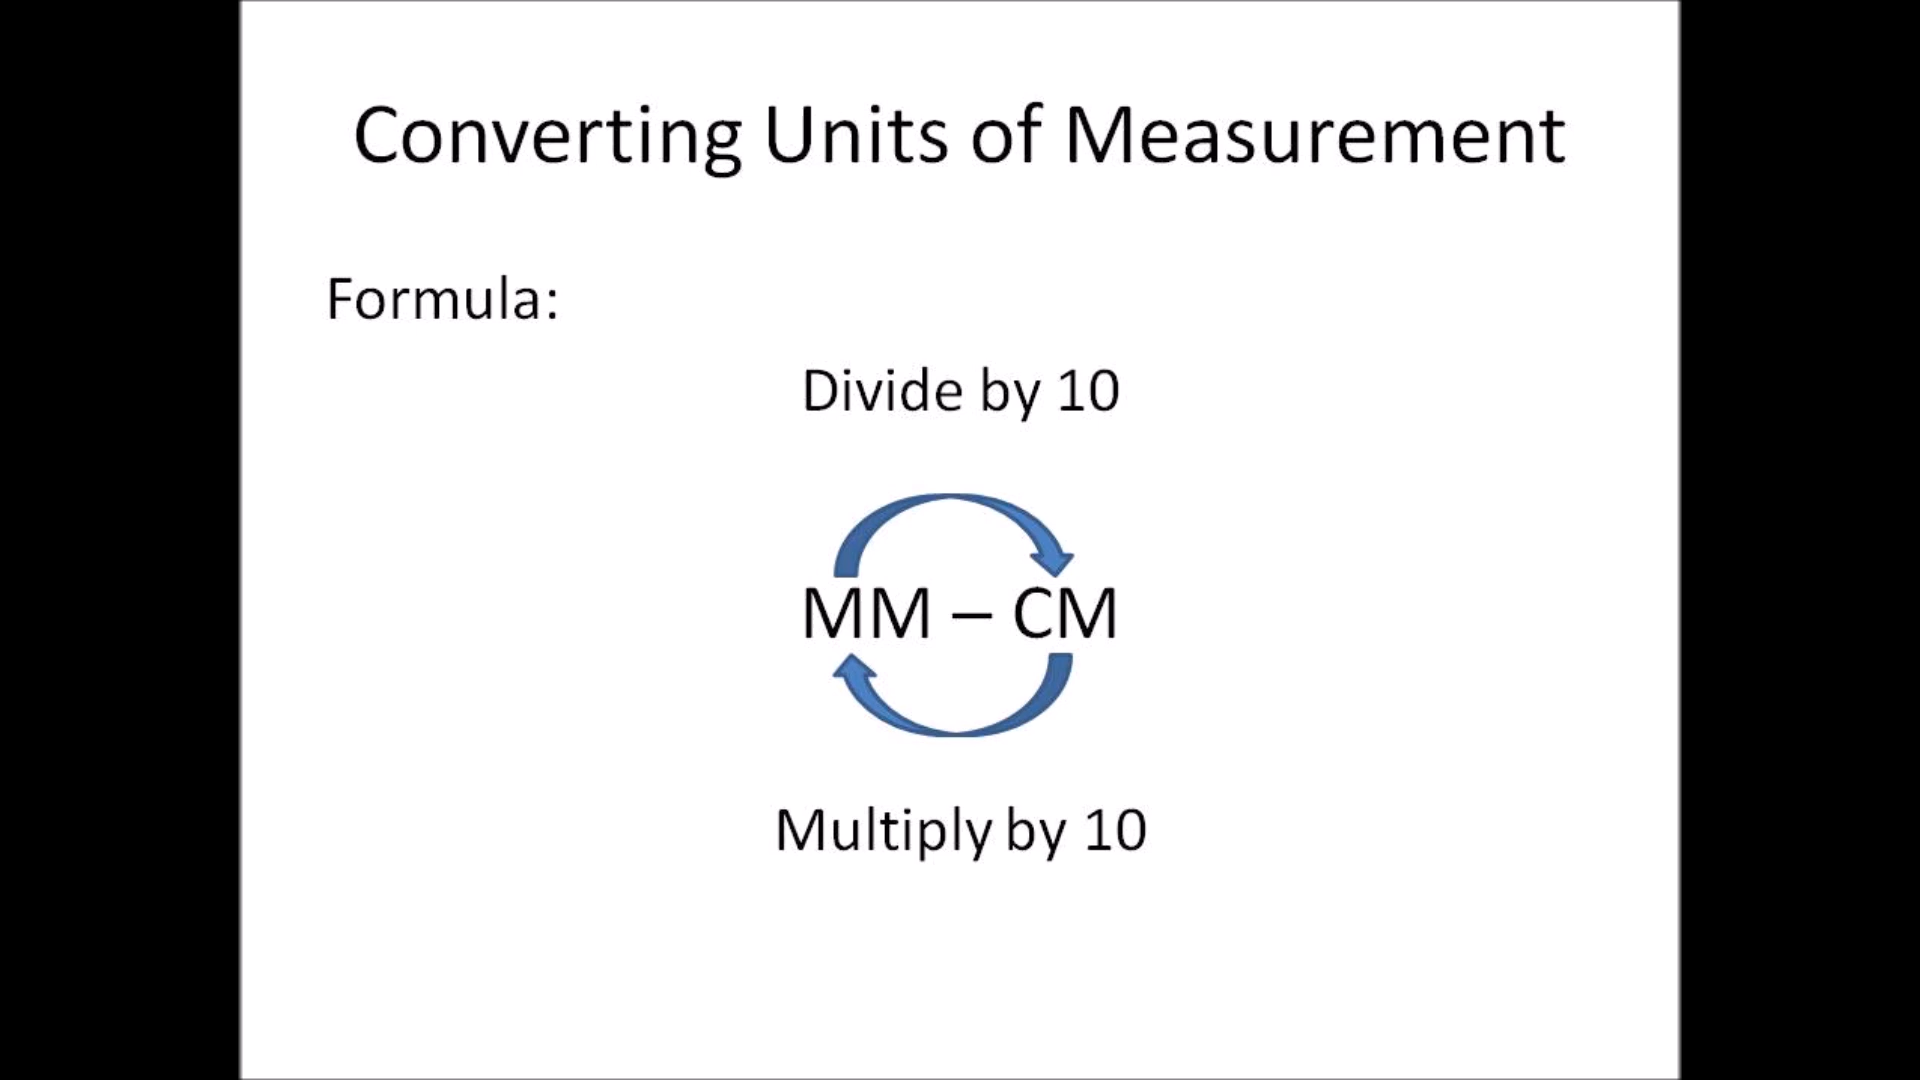 Converting Units of Measurement
Formula:
Divide by 10
MM – CM
Multiply by 10